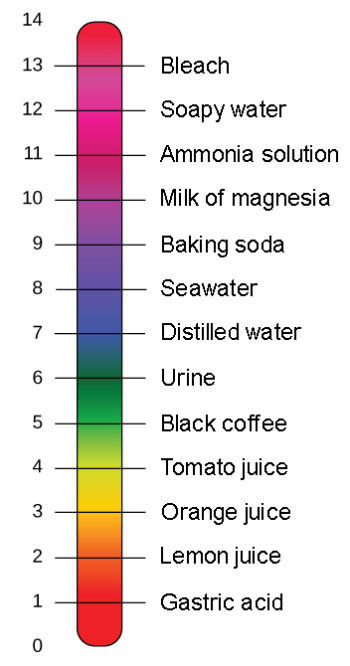 14
13 Bleach
12 Soapy water
11 Ammonia solution
10 Milk of magnesia
9 Baking soda
8 Seawater
7 Distilled water
6 Urine
5 Black coffee
4 Tomato juice
3 Orange juice
2 Lemon juice
1 Gastric acid
0